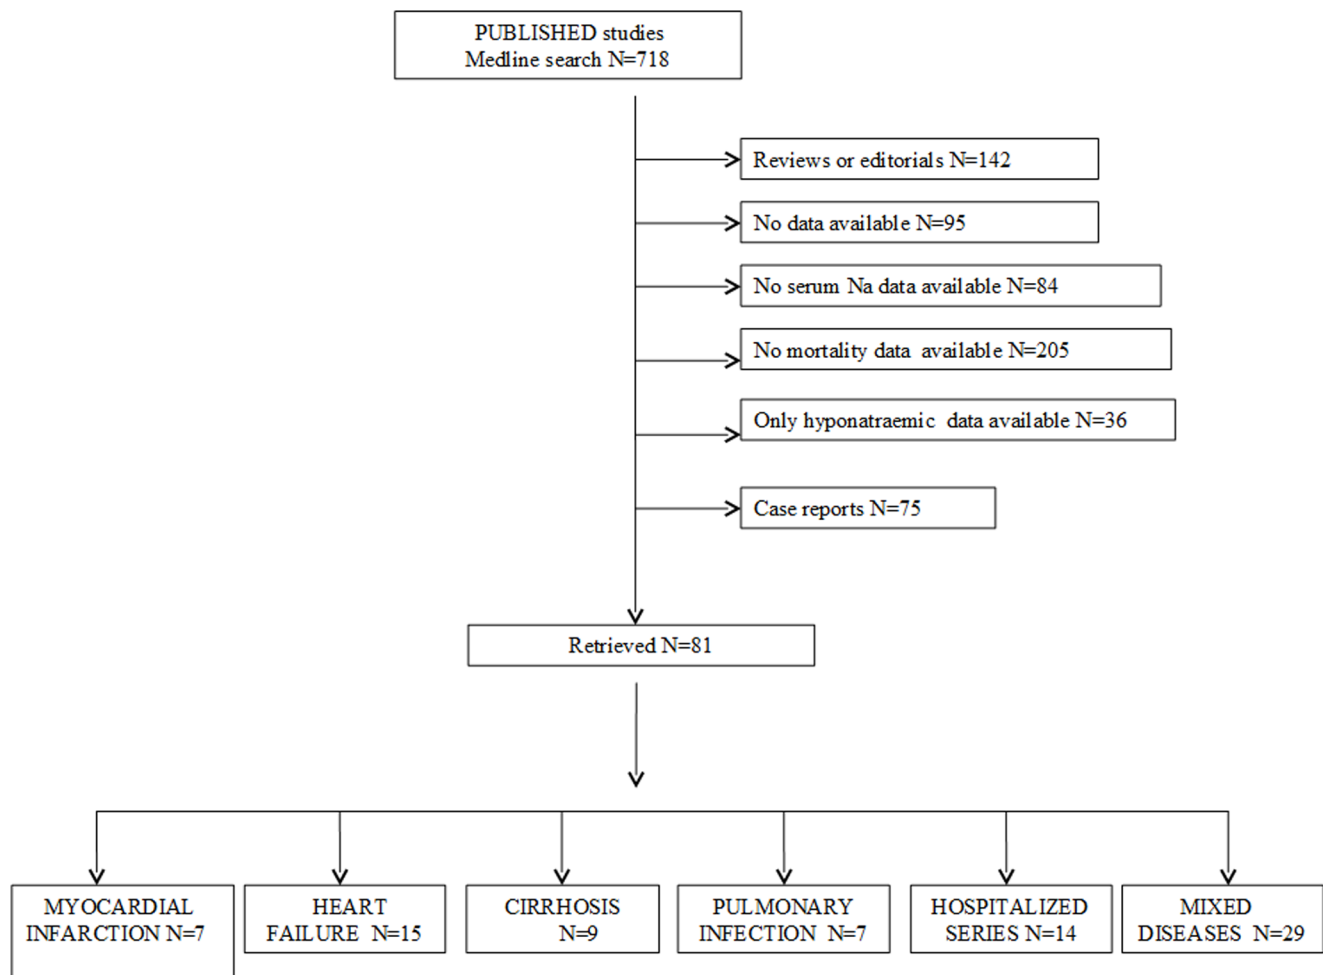 PUBLISHED studies
Medline search N=718
Reviews or editorials N=142
No data available N=95
No serum Na data available N=84
No mortality data available N=205
Only hyponatraemic data available N=36
Case reports N=75
Retrieved N=81
MYOCARDIAL
INFARCTION N=7
HEART
FAILURE N=15
CIRRHOSIS
N=9
PULMONARY
INFECTION N=7
HOSPITALIZED
SERIES N=14
MIXED
DISEASES N=29